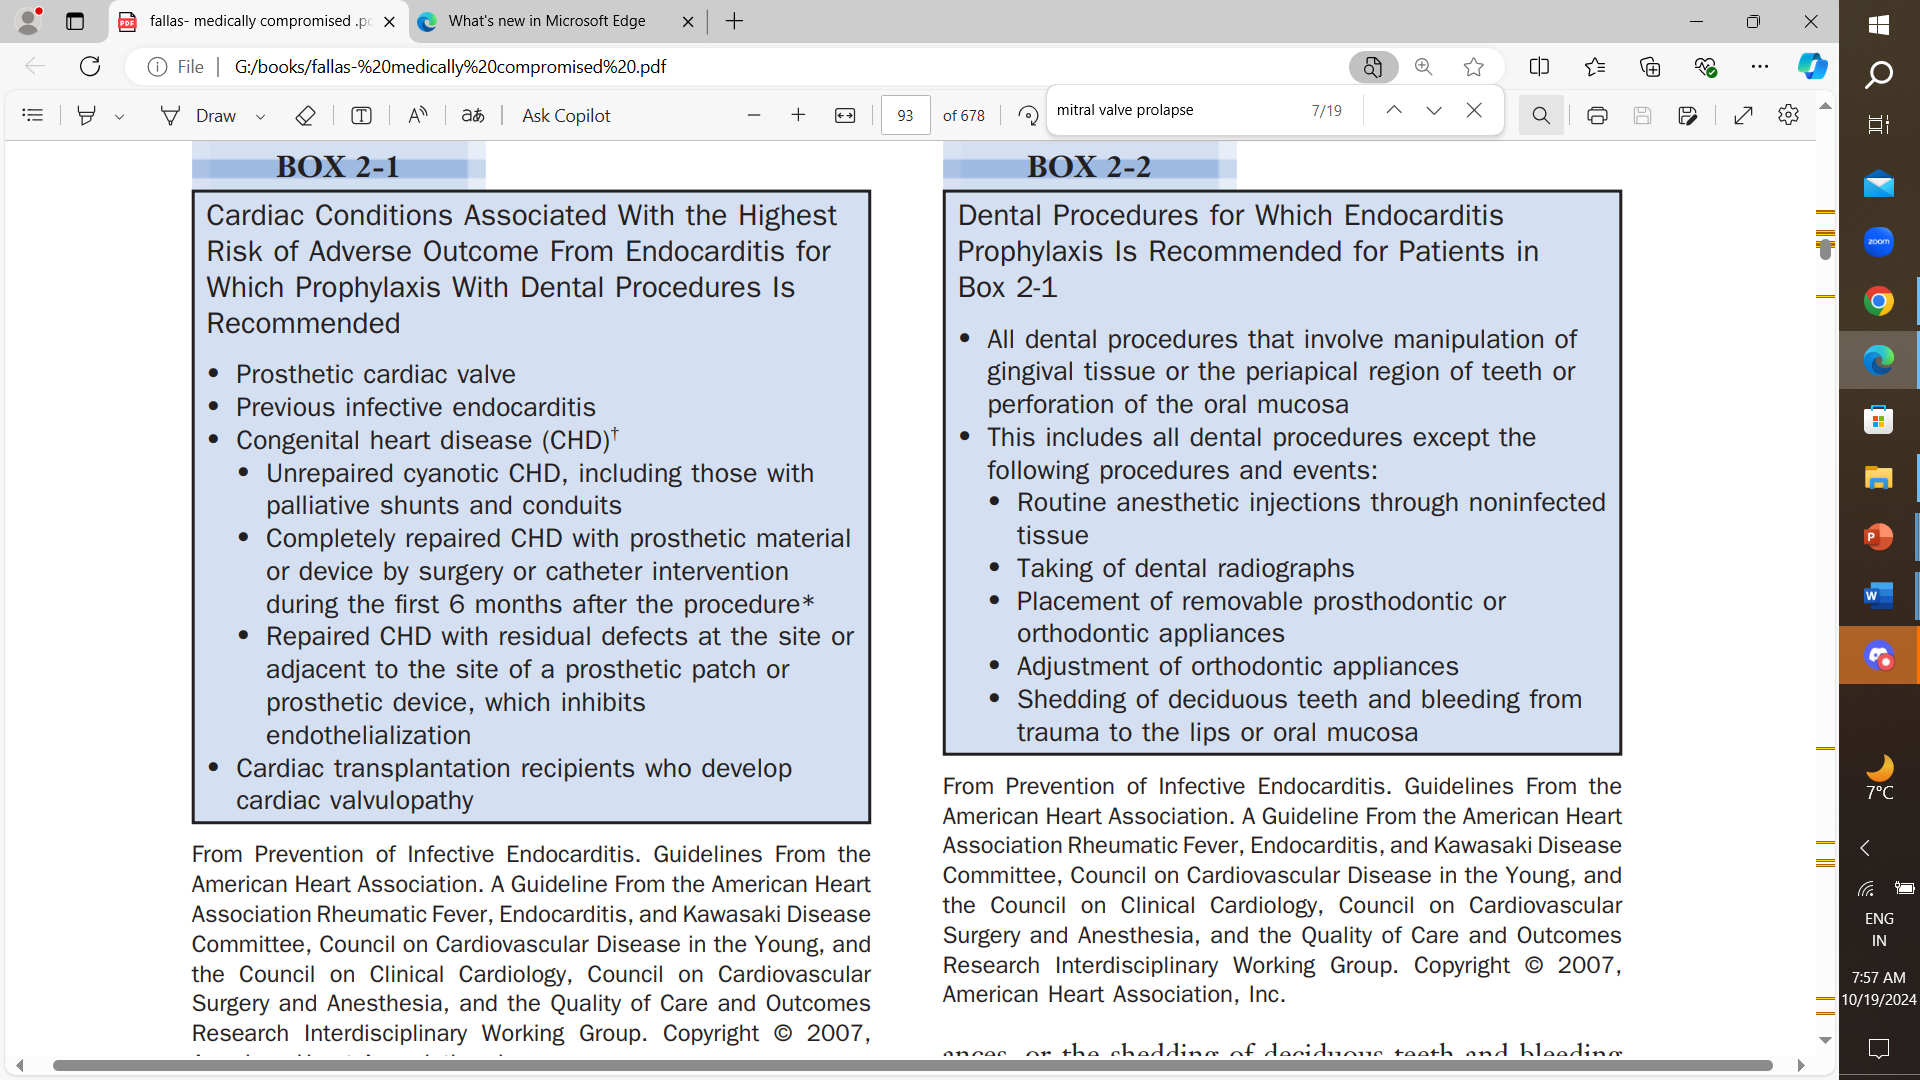 fallas- medically compromised .pc
What's new in Microsoft Edge
File
G:/books/fallas-%20medically%20compromised%20.pdf
Draw
Ask Copilot
93
of 678
mitral valve prolapse
7/19
BOX 2-1
Cardiac Conditions Associated With the Highest
Risk of Adverse Outcome From Endocarditis for
Which Prophylaxis With Dental Procedures Is
Recommended
• Prosthetic cardiac valve
• Previous infective endocarditis
• Congenital heart disease (CHD)†
• Unrepaired cyanotic CHD, including those with
palliative shunts and conduits
• Completely repaired CHD with prosthetic material
or device by surgery or catheter intervention
during the first 6 months after the procedure*
• Repaired CHD with residual defects at the site or
adjacent to the site of a prosthetic patch or
prosthetic device, which inhibits
endothelialization
• Cardiac transplantation recipients who develop
cardiac valvulopathy
From Prevention of Infective Endocarditis. Guidelines From the
American Heart Association. A Guideline From the American Heart
Association Rheumatic Fever, Endocarditis, and Kawasaki Disease
Committee, Council on Cardiovascular Disease in the Young, and
the Council on Clinical Cardiology, Council on Cardiovascular
Surgery and Anesthesia, and the Quality of Care and Outcomes
Research Interdisciplinary Working Group. Copyright © 2007,
BOX 2-2
Dental Procedures for Which Endocarditis
Prophylaxis Is Recommended for Patients in
Box 2-1
• All dental procedures that involve manipulation of
gingival tissue or the periapical region of teeth or
perforation of the oral mucosa
• This includes all dental procedures except the
following procedures and events:
• Routine anesthetic injections through noninfected
tissue
• Taking of dental radiographs
• Placement of removable prosthodontic or
orthodontic appliances
• Adjustment of orthodontic appliances
• Shedding of deciduous teeth and bleeding from
trauma to the lips or oral mucosa
From Prevention of Infective Endocarditis. Guidelines From the
American Heart Association. A Guideline From the American Heart
Association Rheumatic Fever, Endocarditis, and Kawasaki Disease
Committee, Council on Cardiovascular Disease in the Young, and
the Council on Clinical Cardiology, Council on Cardiovascular
Surgery and Anesthesia, and the Quality of Care and Outcomes
Research Interdisciplinary Working Group. Copyright © 2007,
American Heart Association, Inc.
ances, or the shedding of deciduous teeth and bleeding
zoom
7°C
ENG
IN
7:57 AM
10/19/2024